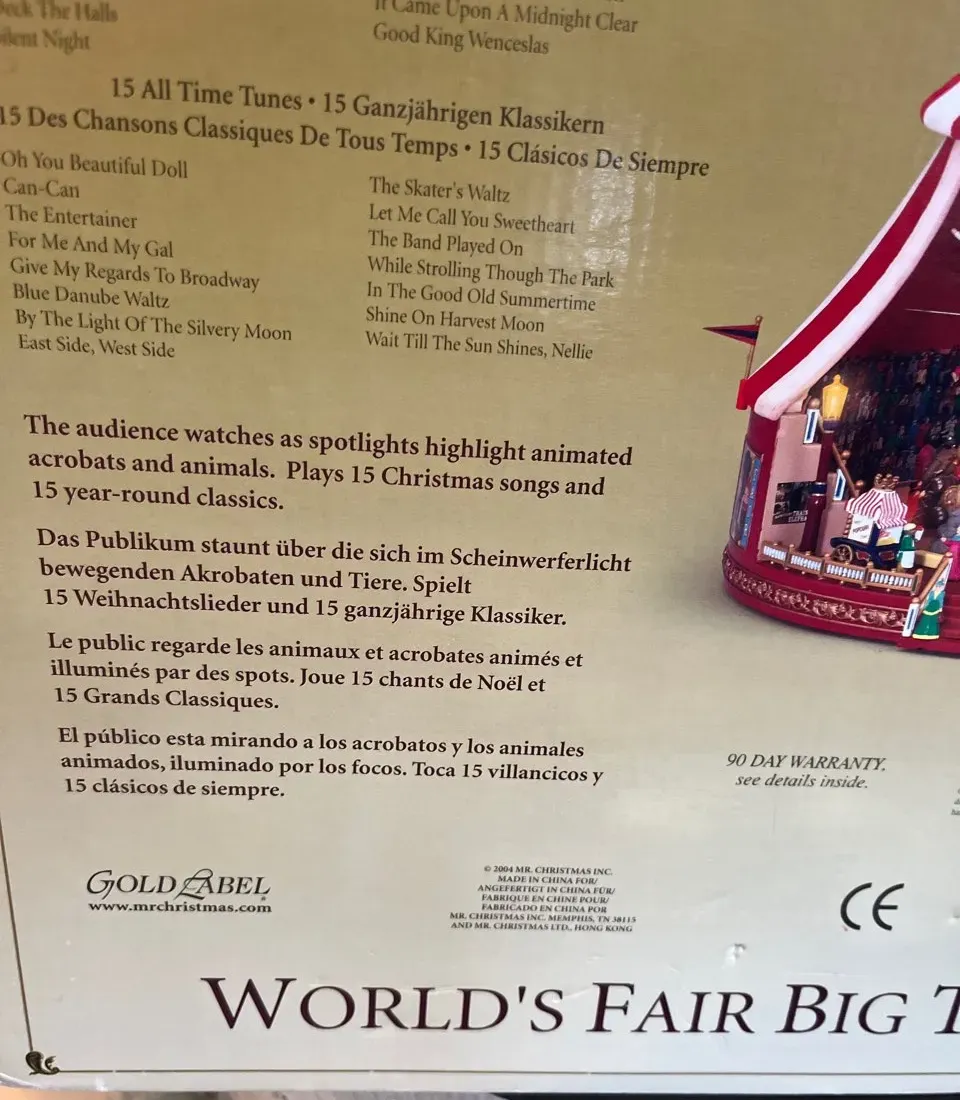 Deck The Halls
Silent Night
It Came Upon A Midnight Clear
Good King Wenceslas
15 All Time Tunes • 15 Ganzjährigen Klassikern
15 Des Chansons Classiques De Tous Temps • 15 Clásicos De Siempre
Oh You Beautiful Doll
Can-Can
The Entertainer
For Me And My Gal
Give My Regards To Broadway
Blue Danube Waltz
By The Light Of The Silvery Moon
East Side, West Side
The Skater's Waltz
Let Me Call You Sweetheart
The Band Played On
While Strolling Though The Park
In The Good Old Summertime
Shine On Harvest Moon
Wait Till The Sun Shines, Nellie
The audience watches as spotlights highlight animated
acrobats and animals. Plays 15 Christmas songs and
15 year-round classics.
Das Publikum staunt über die sich im Scheinwerferlicht
bewegenden Akrobaten und Tiere. Spielt
15 Weihnachtslieder und 15 ganzjährige Klassiker.
Le public regarde les animaux et acrobates animés et
illuminés par des spots. Joue 15 chants de Noël et
15 Grands Classiques.
El público esta mirando a los acrobatos y los animales
animados, iluminado por los focos. Toca 15 villancicos y
15 clásicos de siempre.
90 DAY WARRANTY.
see details inside.
GOLD LABEL
www.mrchristmas.com
© 2004 MR. CHRISTMAS INC.
MADE IN CHINA FOR/
ANGEFERTIGT IN CHINA FÜR/
FABRIQUE EN CHINE POUR/
FABRICADO EN CHINA POR
MR. CHRISTMAS INC. MEMPHIS, TN 38115
AND MR. CHRISTMAS LTD., HONG KONG
CE
WORLD'S FAIR BIG T